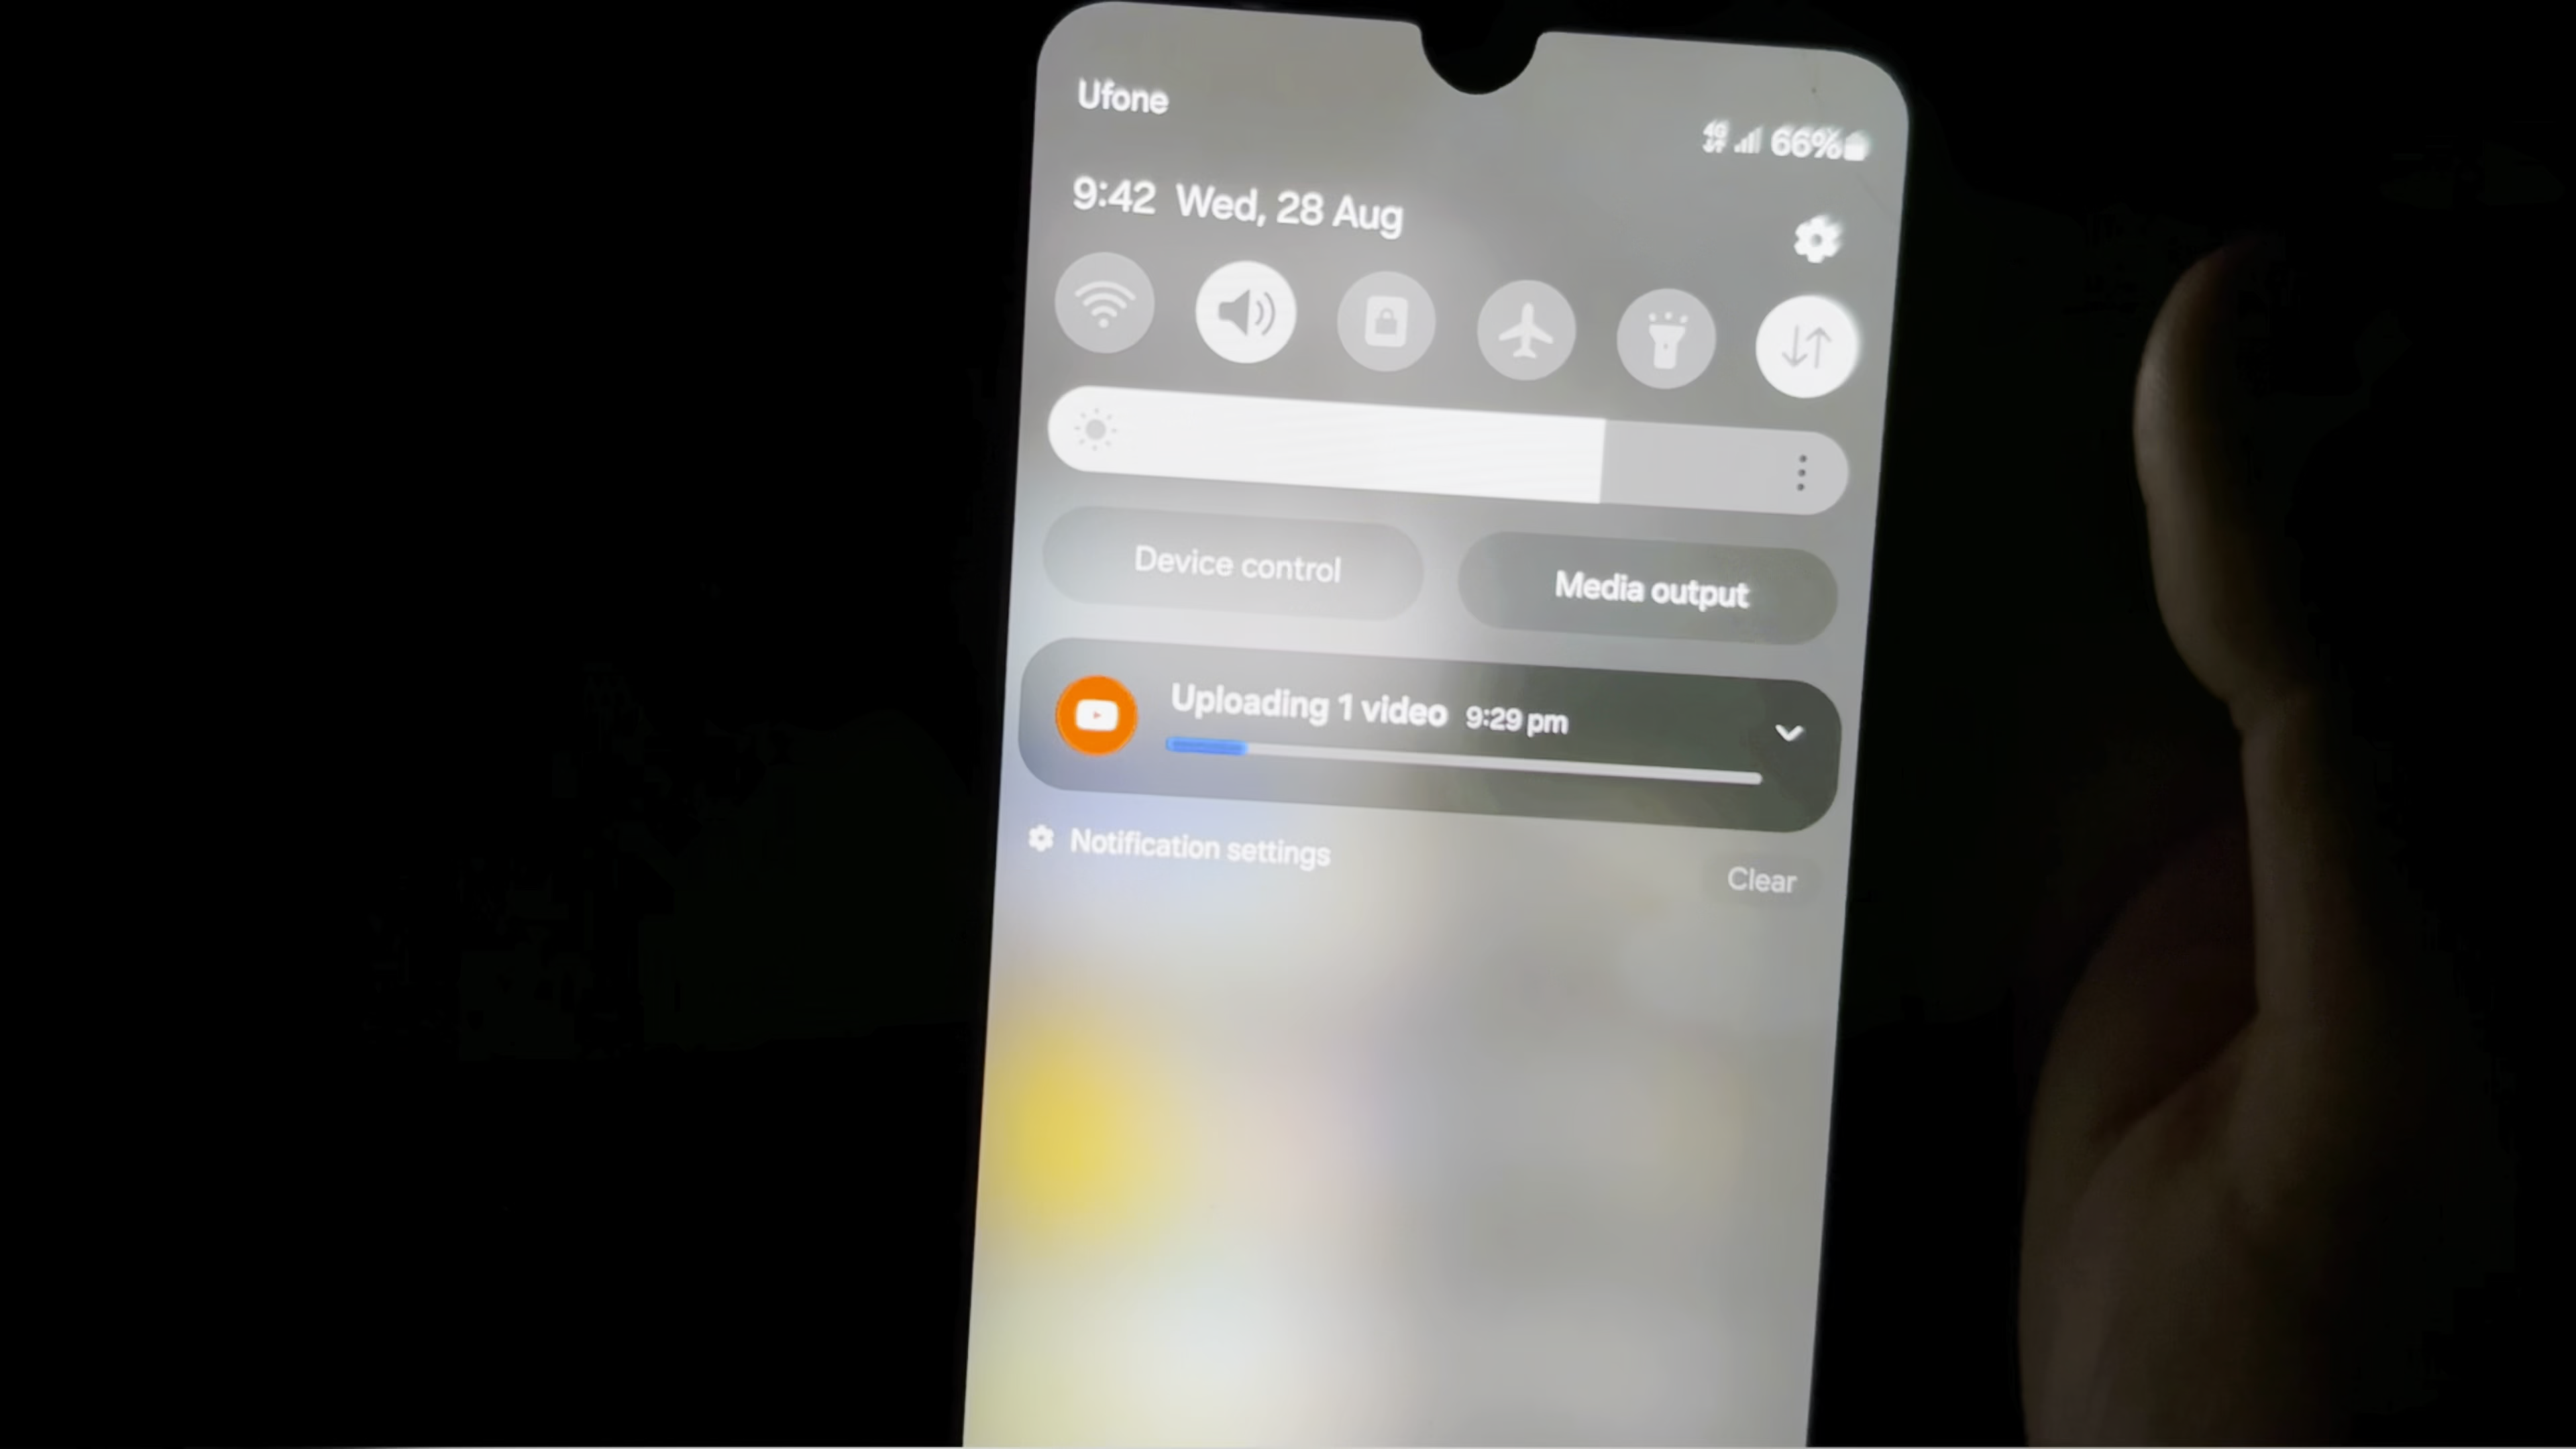 Ufone
4G 66%
9:42 Wed, 28 Aug
Device control Media output
Uploading 1 video 9:29 pm
Notification settings
Clear